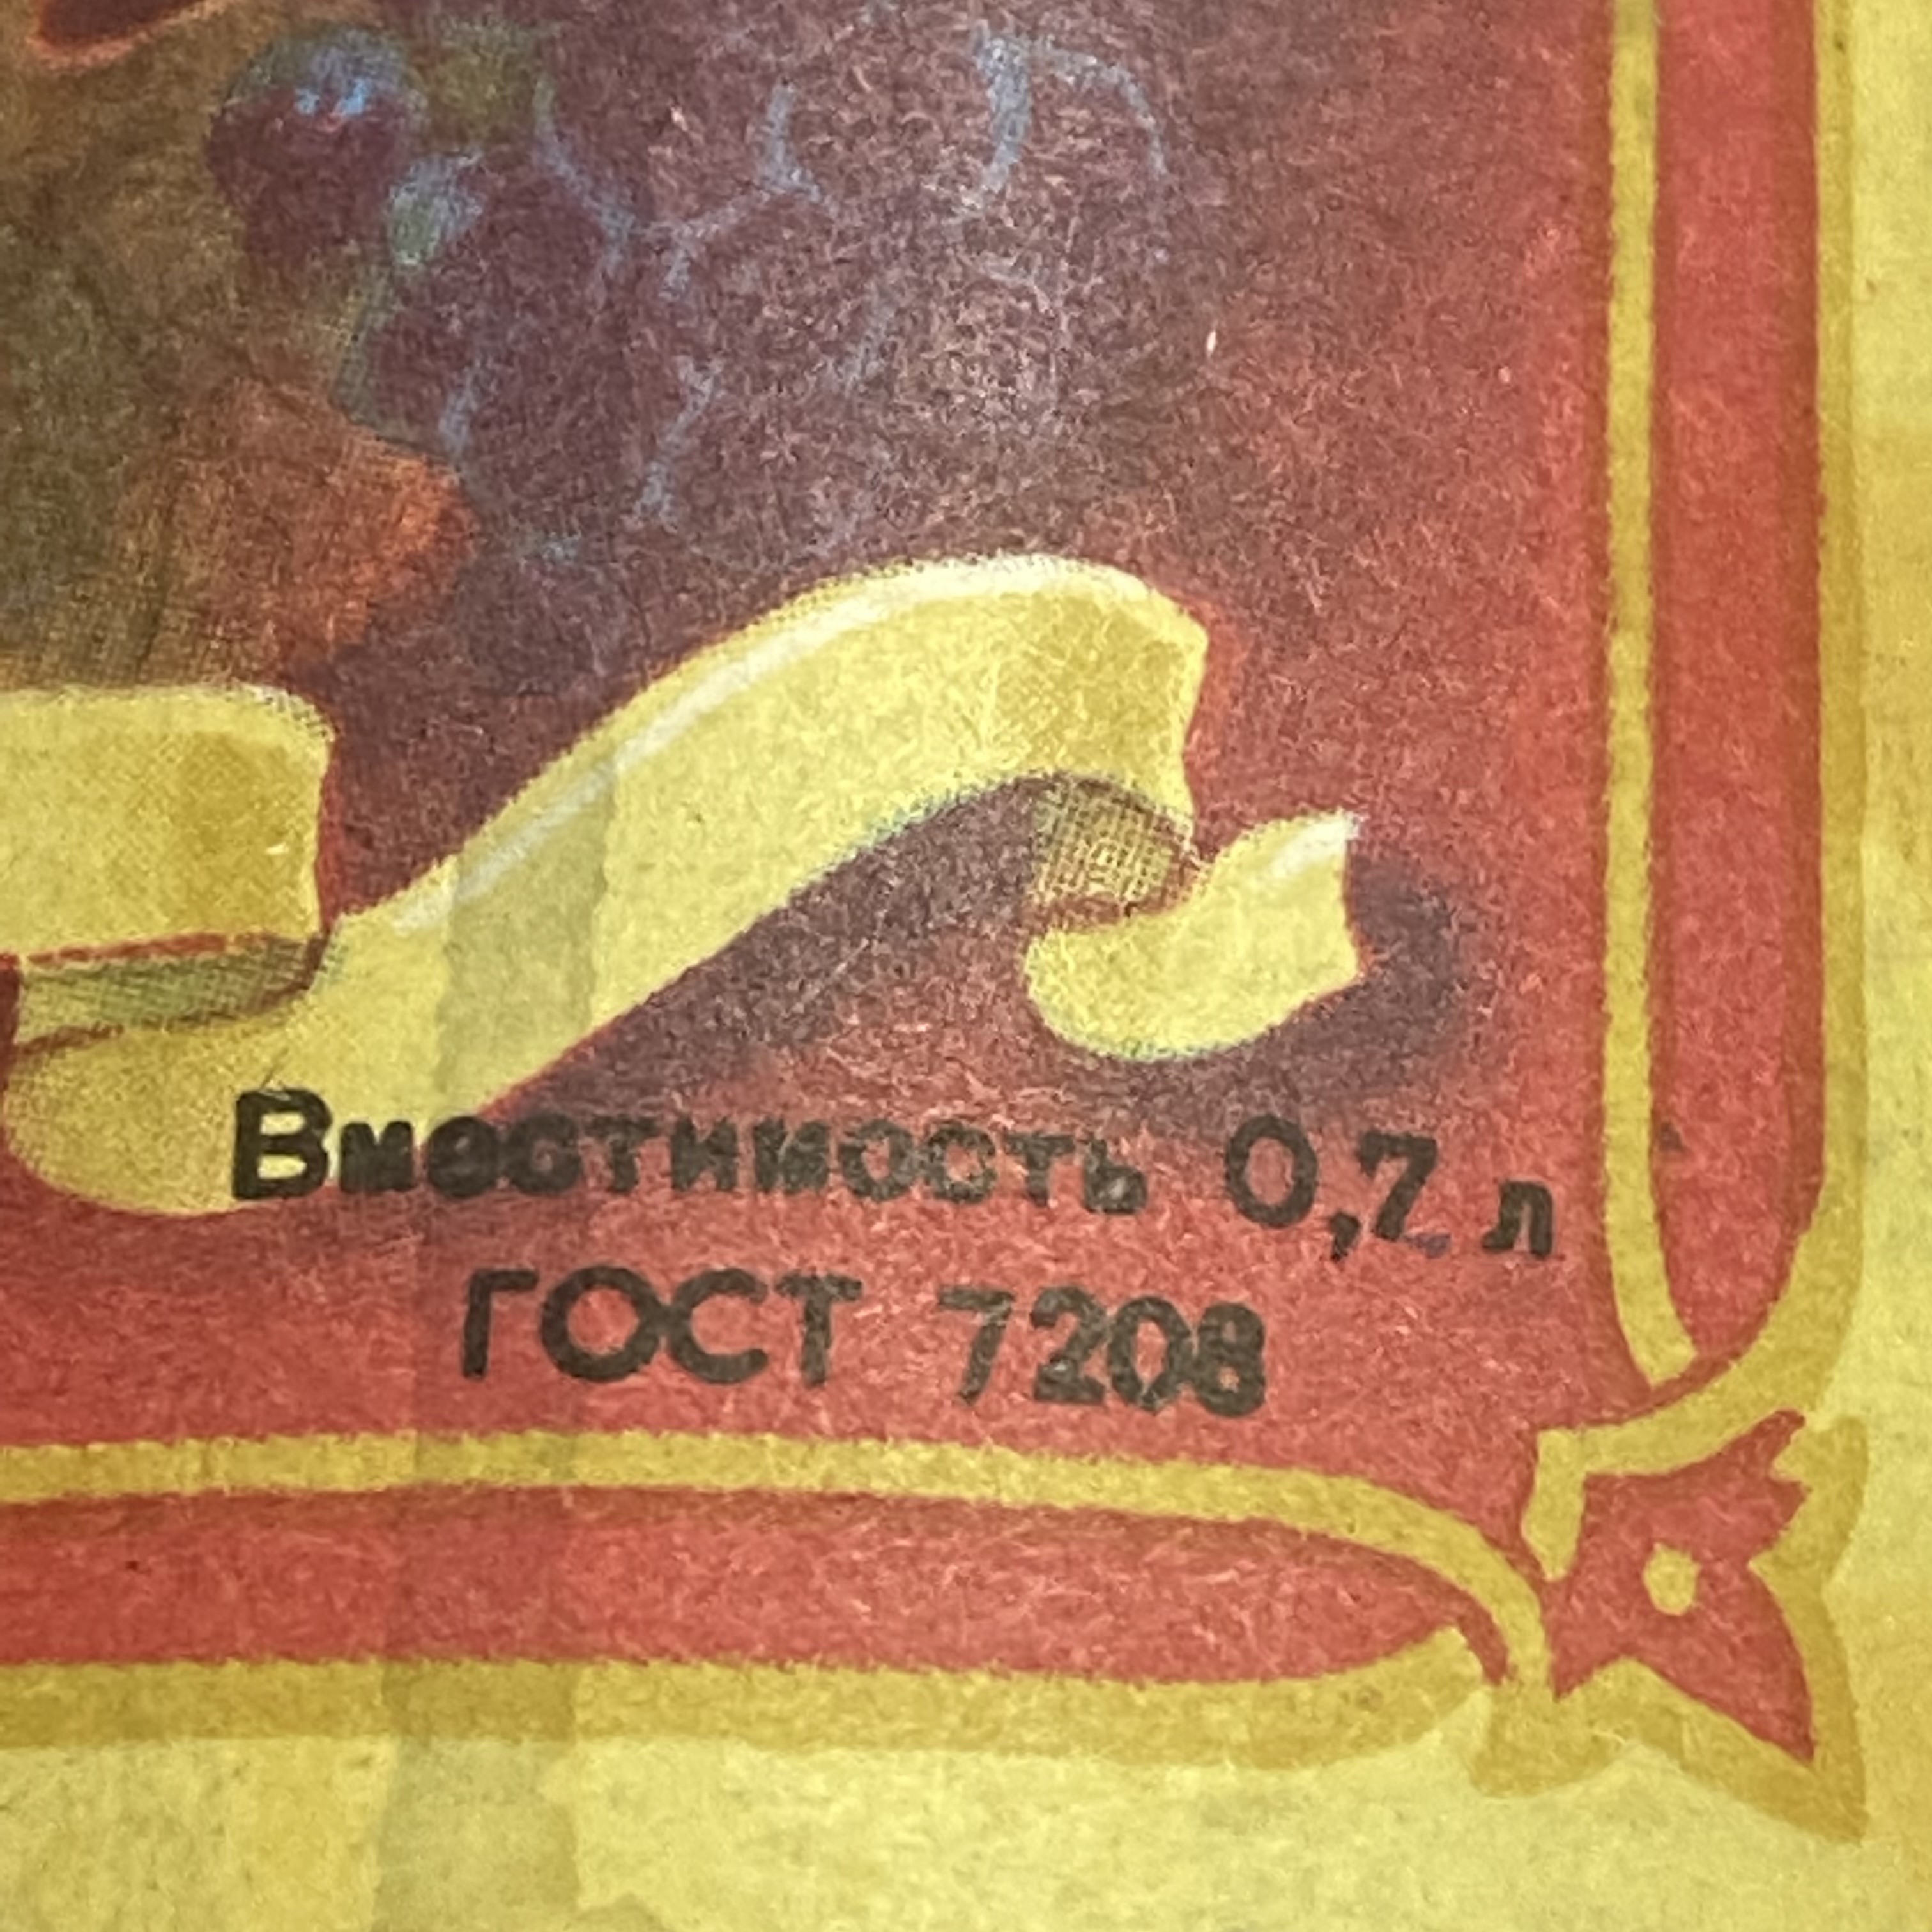 Вместимость 0,7 л
ГОСТ 7208